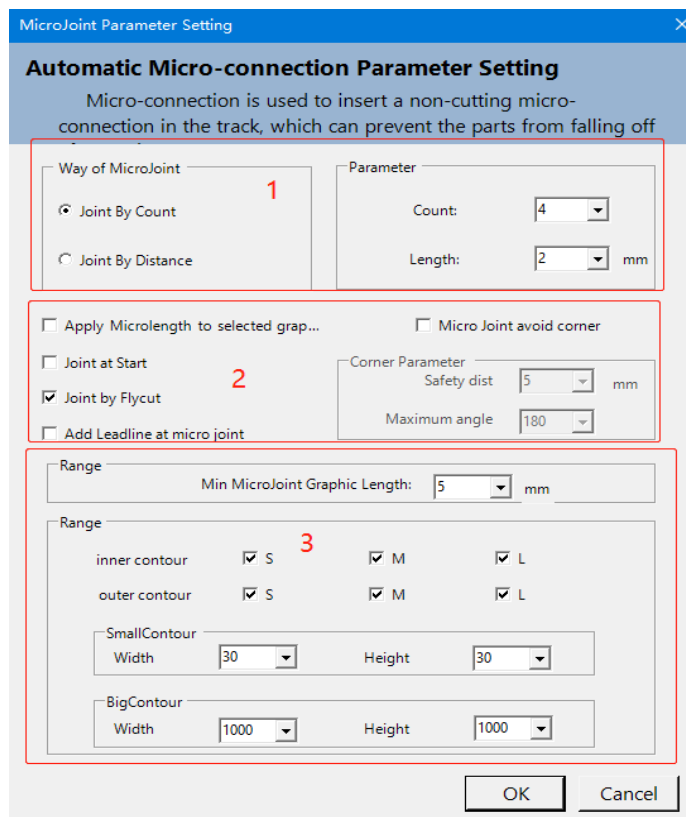 MicroJoint Parameter Setting
Automatic Micro-connection Parameter Setting
Micro-connection is used to insert a non-cutting micro-
connection in the track, which can prevent the parts from falling off
Way of MicroJoint
1
Joint By Count
Joint By Distance
Parameter
Count: 4
Length: 2 mm
Apply Microlength to selected grap...
Micro Joint avoid corner
Joint at Start
2
Joint by Flycut
Add Leadline at micro joint
Corner Parameter
Safety dist 5 mm
Maximum angle 180
Range
Min MicroJoint Graphic Length: 5 mm
Range
3
inner contour S M L
outer contour S M L
SmallContour
Width 30 Height 30
BigContour
Width 1000 Height 1000
OK Cancel